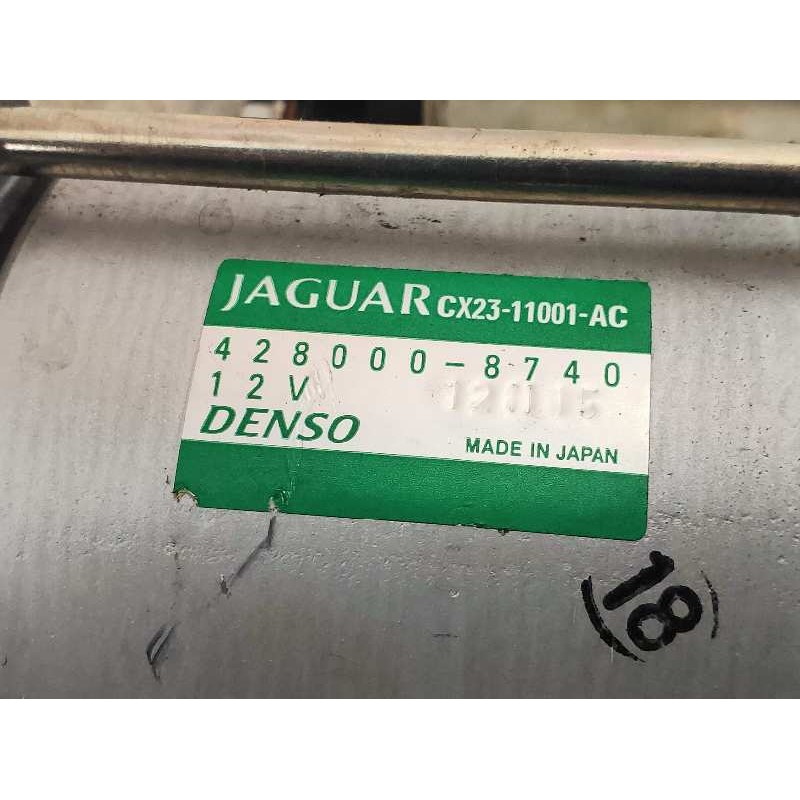 JAGUAR CX23-11001-AC
428000-8740
12V
DENSO MADE IN JAPAN
(18)